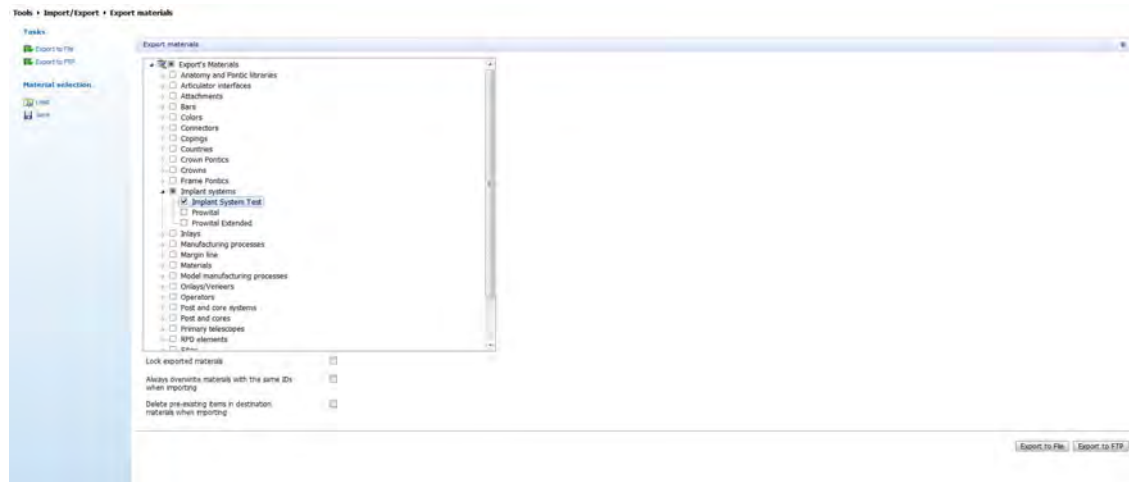 Tools ▸ Import/Export ▸ Export materials
Tasks
Export to File
Export to FTP
Material selection
Load
Save
Export materials
Export's Materials
Anatomy and Pontic libraries
Articulator interfaces
Attachments
Bars
Colors
Connectors
Copings
Countries
Crown Pontics
Crowns
Frame Pontics
Implant systems
Implant System Test
Prowital
Prowital Extended
Inlays
Manufacturing processes
Margin line
Materials
Model manufacturing processes
Onlays/Veneers
Operators
Post and core systems
Post and cores
Primary telescopes
RPD elements
Lock exported materials
Always overwrite materials with the same IDs
when importing
Delete pre-existing items in destination
materials when importing
Export to File Export to FTP